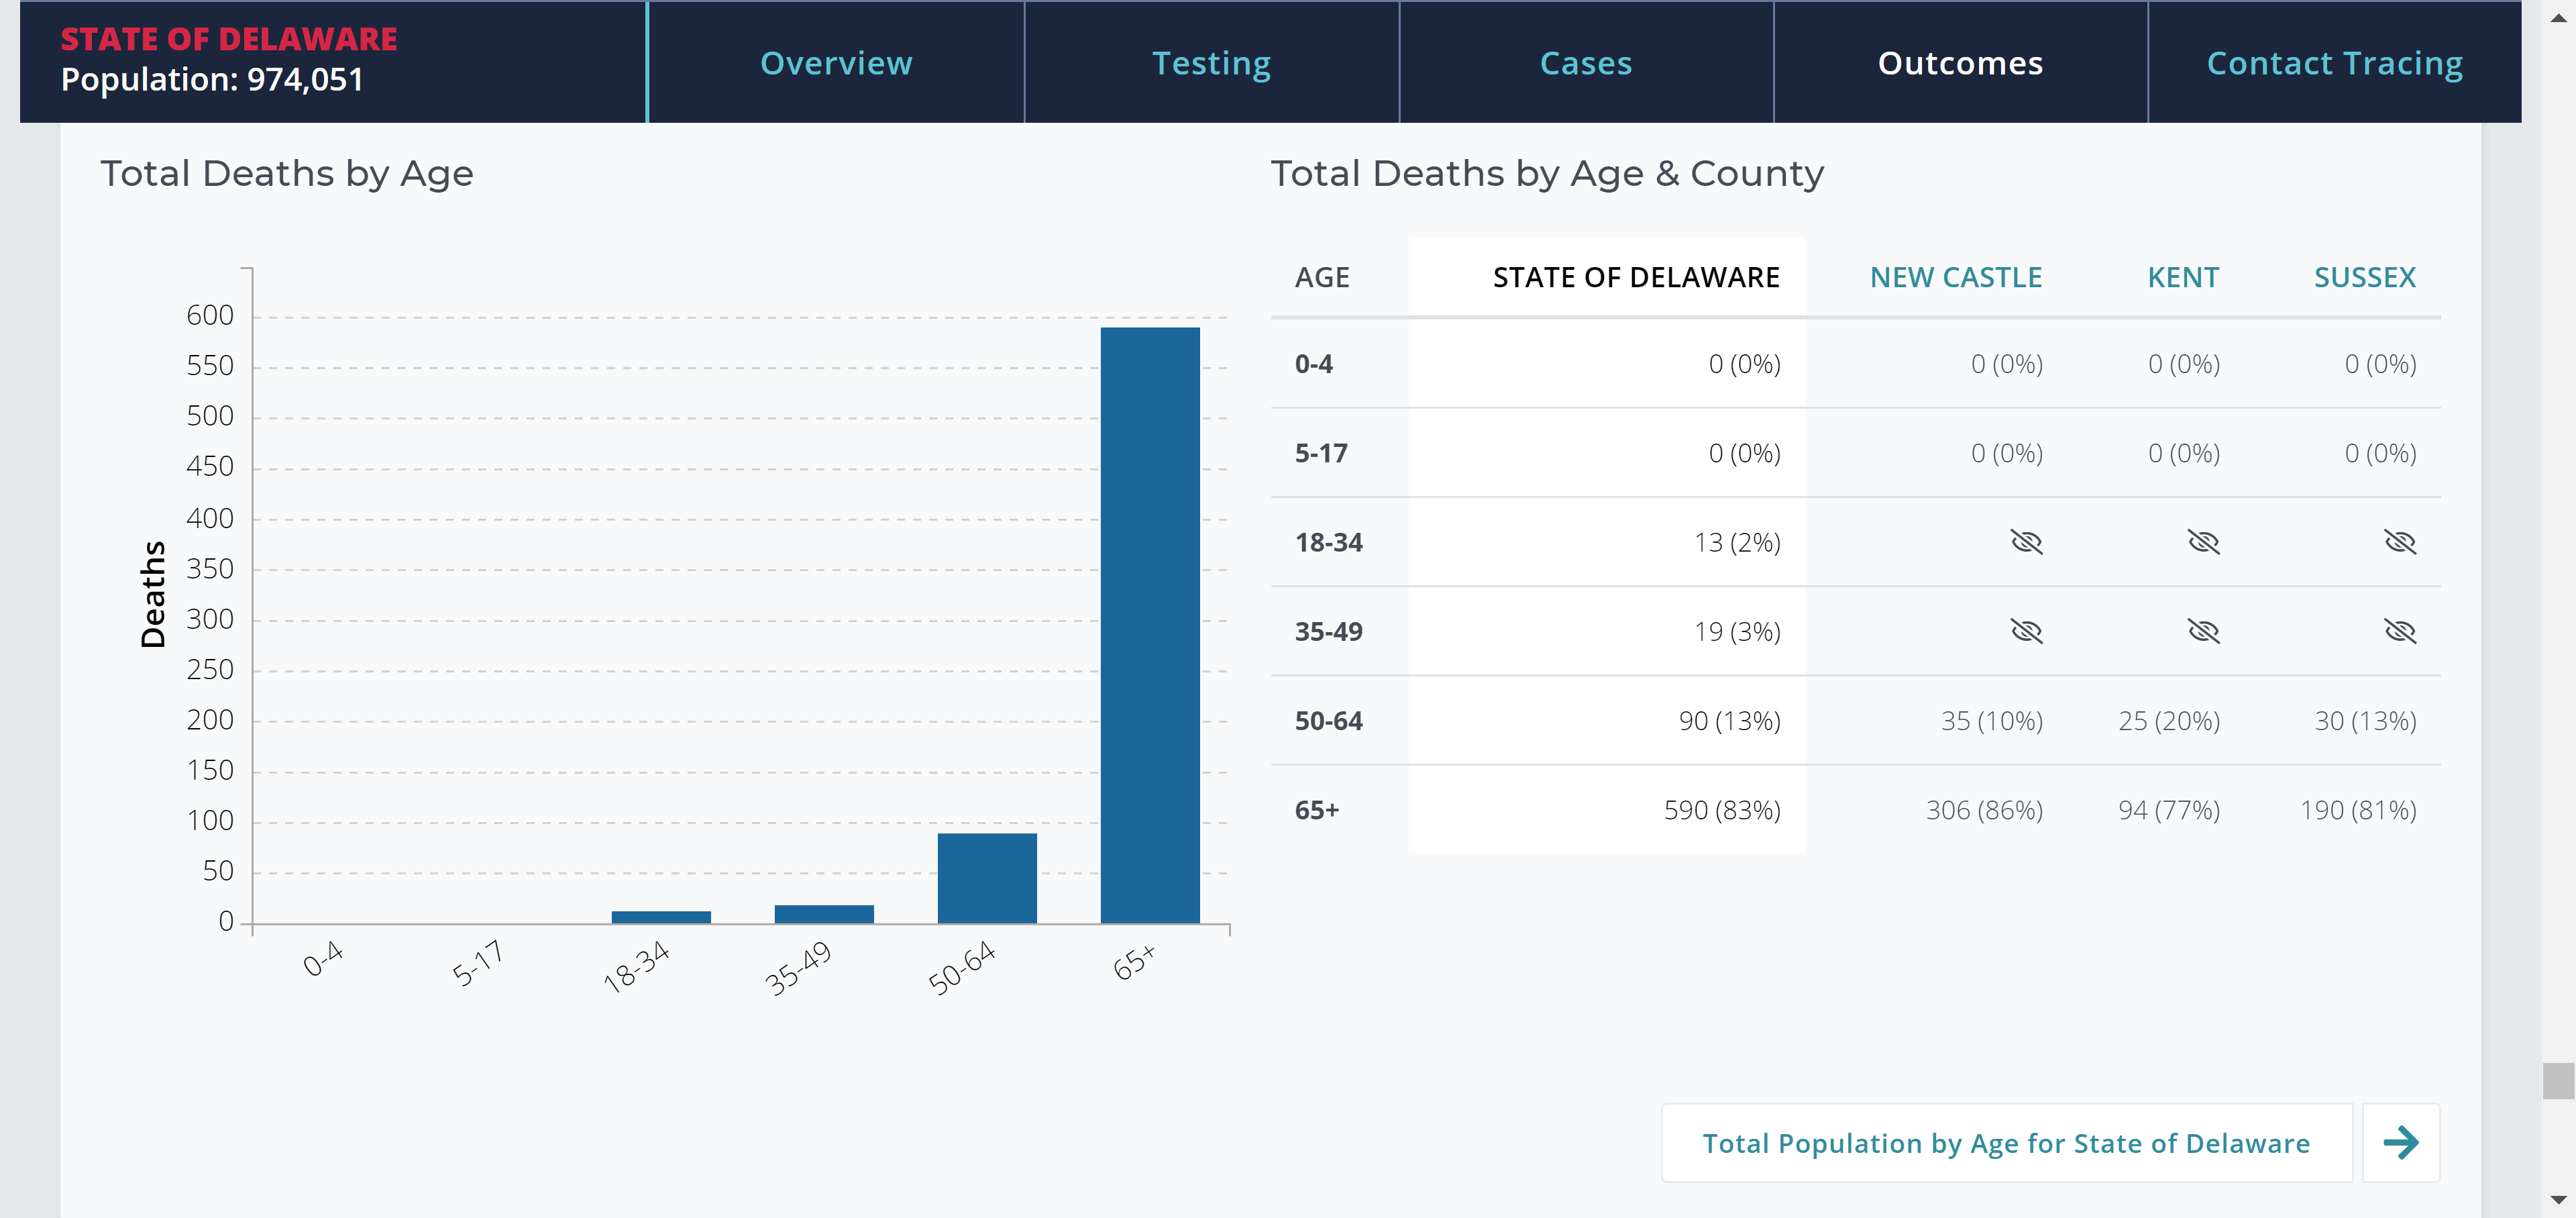 STATE OF DELAWARE
Population: 974,051
Overview
Testing
Cases
Outcomes
Contact Tracing
Total Deaths by Age
Deaths
600
550
500
450
400
350
300
250
200
150
100
50
0
0-4
5-17
18-34
35-49
50-64
65+
Total Deaths by Age & County
AGE STATE OF DELAWARE NEW CASTLE KENT SUSSEX
0-4 0 (0%) 0 (0%) 0 (0%) 0 (0%)
5-17 0 (0%) 0 (0%) 0 (0%) 0 (0%)
18-34 13 (2%)
35-49 19 (3%)
50-64 90 (13%) 35 (10%) 25 (20%) 30 (13%)
65+ 590 (83%) 306 (86%) 94 (77%) 190 (81%)
Total Population by Age for State of Delaware